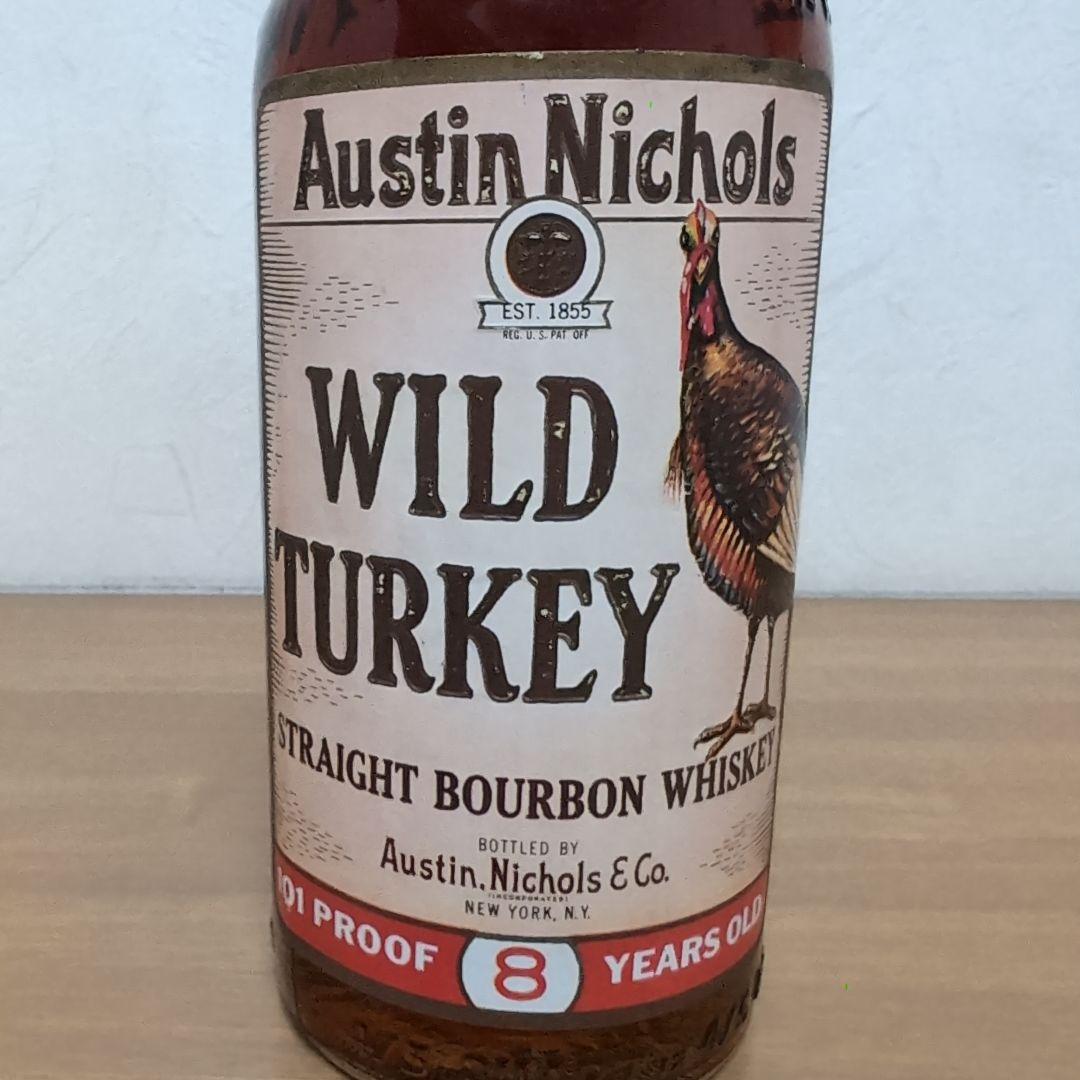 Austin Nichols
EST. 1855
REG. U. S. PAT. OFF
WILD
TURKEY
STRAIGHT BOURBON WHISKEY
BOTTLED BY
Austin, Nichols & Co.
(INCORPORATED)
NEW YORK, N.Y.
101 PROOF 8 YEARS OLD